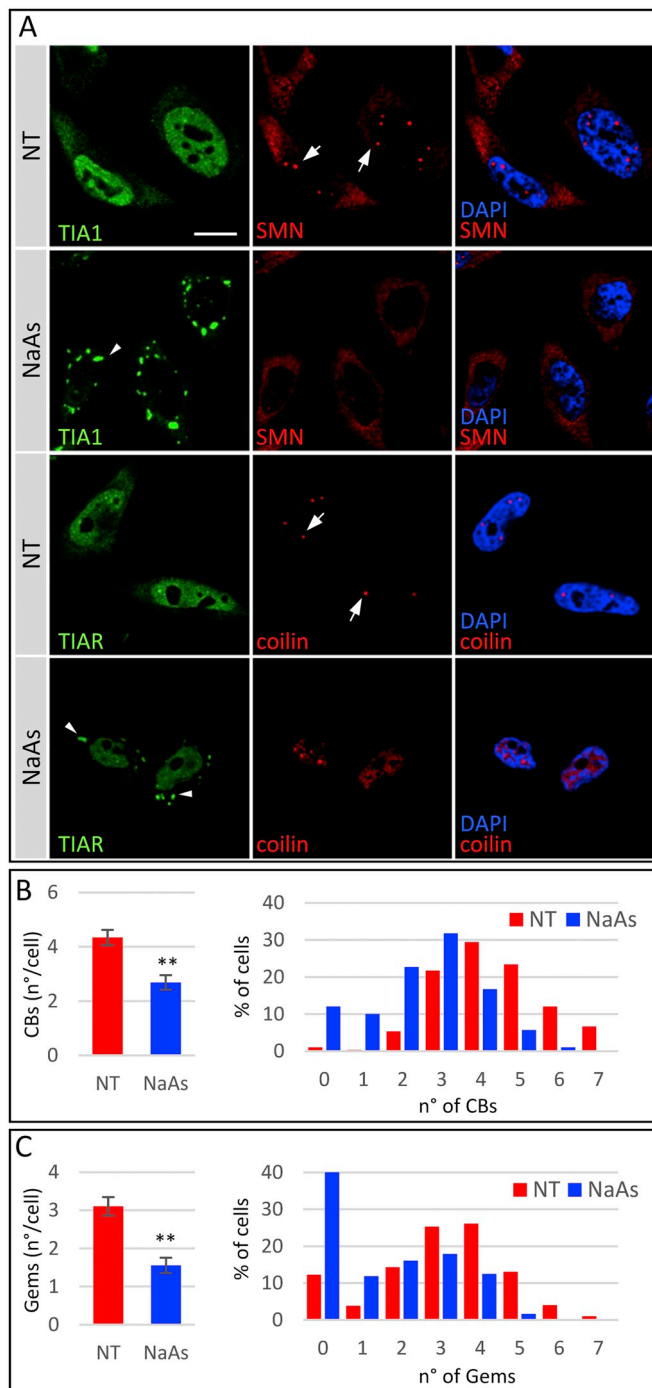 A
NT
TIA1
SMN
DAPI
SMN
NaAs
TIA1
SMN
DAPI
SMN
NT
TIAR
coilin
DAPI
coilin
NaAs
TIAR
coilin
DAPI
coilin
B
CBs (n°/cell)
6
4
2
0
**
NT NaAs
% of cells
40
30
20
10
0
NT NaAs
0 1 2 3 4 5 6 7
n° of CBs
C
Gems (n°/cell)
4
3
2
1
0
**
NT NaAs
% of cells
40
30
20
10
0
NT NaAs
0 1 2 3 4 5 6 7
n° of Gems